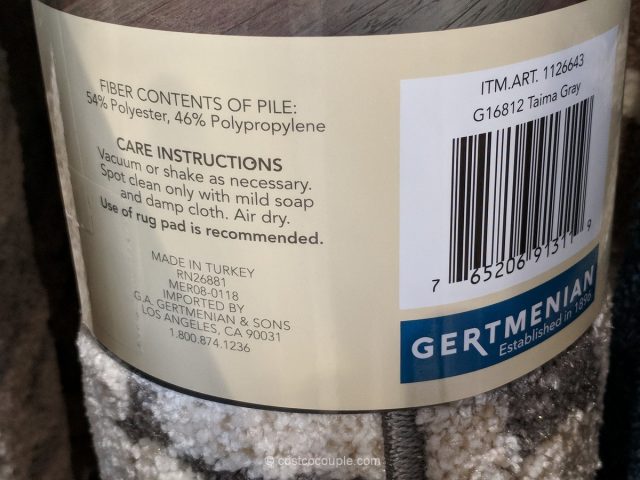 FIBER CONTENTS OF PILE:
54% Polyester, 46% Polypropylene
CARE INSTRUCTIONS
Vacuum or shake as necessary.
Spot clean only with mild soap
and damp cloth. Air dry.
Use of rug pad is recommended.
MADE IN TURKEY
RN26881
MER08-0118
IMPORTED BY
G.A. GERTMENIAN & SONS
LOS ANGELES, CA 90031
1.800.874.1236
ITM.ART. 1126643
G16812 Taima Gray
7 65206 91311 9
GERTMENIAN
Established in 1896
© costcocouple.com